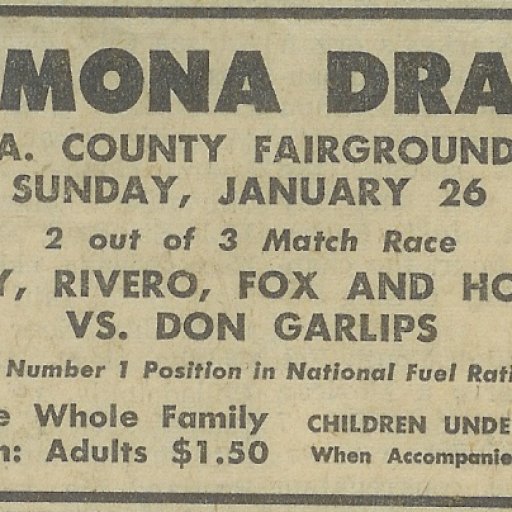 MONA DRA
A. COUNTY FAIRGROUND
SUNDAY, JANUARY 26
2 out of 3 Match Race
Y, RIVERO, FOX AND HO
VS. DON GARLIPS
Number 1 Position in National Fuel Rati
e Whole Family CHILDREN UNDE
n: Adults $1.50 When Accompanie